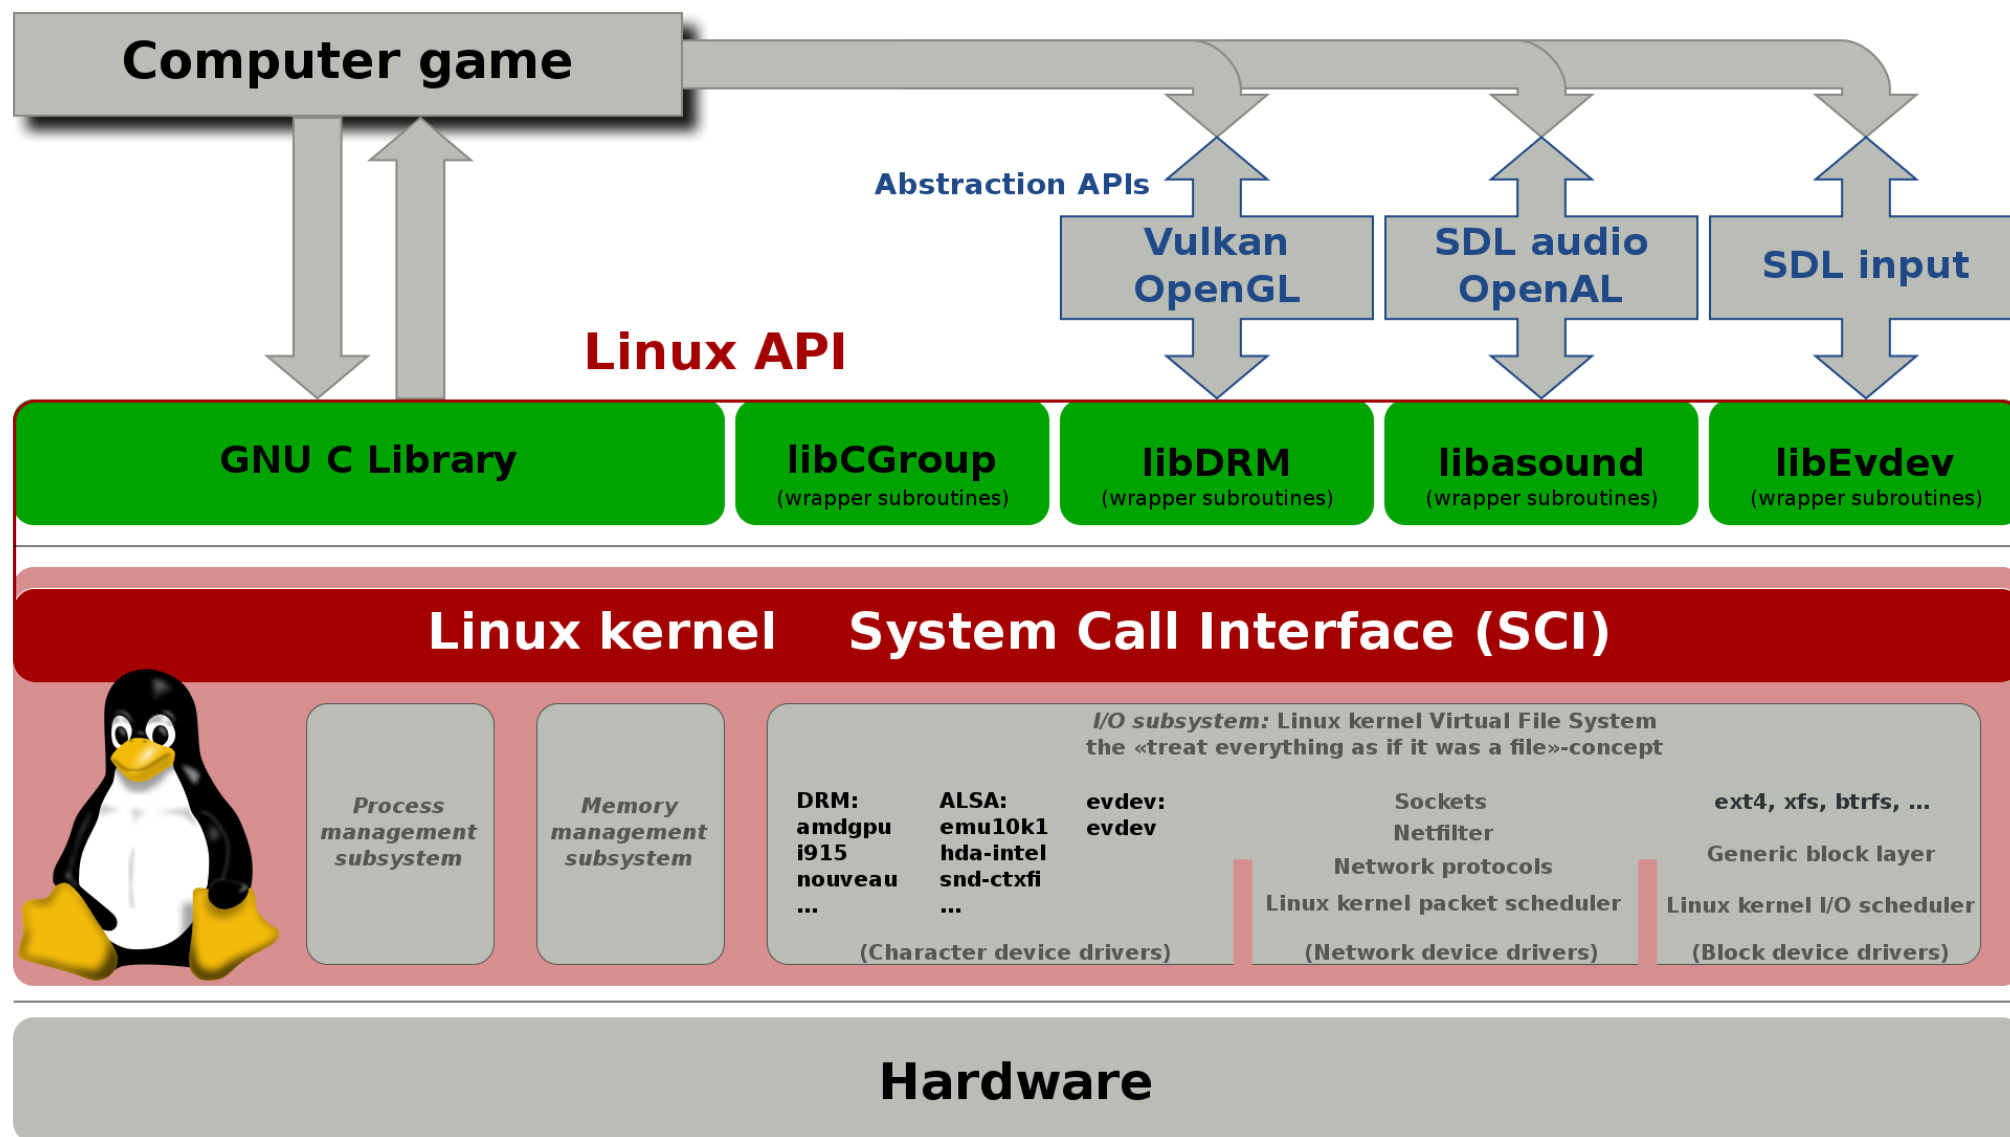 Computer game
Abstraction APIs
Vulkan
OpenGL
SDL audio
OpenAL
SDL input
Linux API
GNU C Library
libCGroup
(wrapper subroutines)
libDRM
(wrapper subroutines)
libasound
(wrapper subroutines)
libEvdev
(wrapper subroutines)
Linux kernel System Call Interface (SCI)
Process
management
subsystem
Memory
management
subsystem
I/O subsystem: Linux kernel Virtual File System
the «treat everything as if it was a file»-concept
DRM:
amdgpu
i915
nouveau
...
ALSA:
emu10k1
hda-intel
snd-ctxfi
...
evdev:
evdev
(Character device drivers)
Sockets
Netfilter
Network protocols
Linux kernel packet scheduler
(Network device drivers)
ext4, xfs, btrfs, ...
Generic block layer
Linux kernel I/O scheduler
(Block device drivers)
Hardware